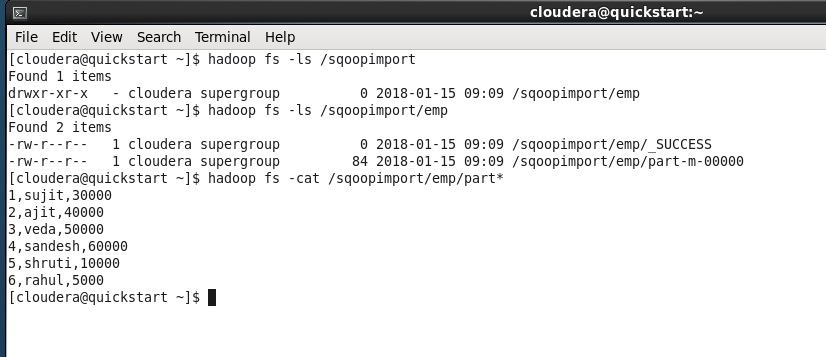 cloudera@quickstart:~
File Edit View Search Terminal Help
[cloudera@quickstart ~]$ hadoop fs -ls /sqoopimport
Found 1 items
drwxr-xr-x   - cloudera supergroup          0 2018-01-15 09:09 /sqoopimport/emp
[cloudera@quickstart ~]$ hadoop fs -ls /sqoopimport/emp
Found 2 items
-rw-r--r--   1 cloudera supergroup          0 2018-01-15 09:09 /sqoopimport/emp/_SUCCESS
-rw-r--r--   1 cloudera supergroup         84 2018-01-15 09:09 /sqoopimport/emp/part-m-00000
[cloudera@quickstart ~]$ hadoop fs -cat /sqoopimport/emp/part*
1,sujit,30000
2,ajit,40000
3,veda,50000
4,sandesh,60000
5,shruti,10000
6,rahul,5000
[cloudera@quickstart ~]$